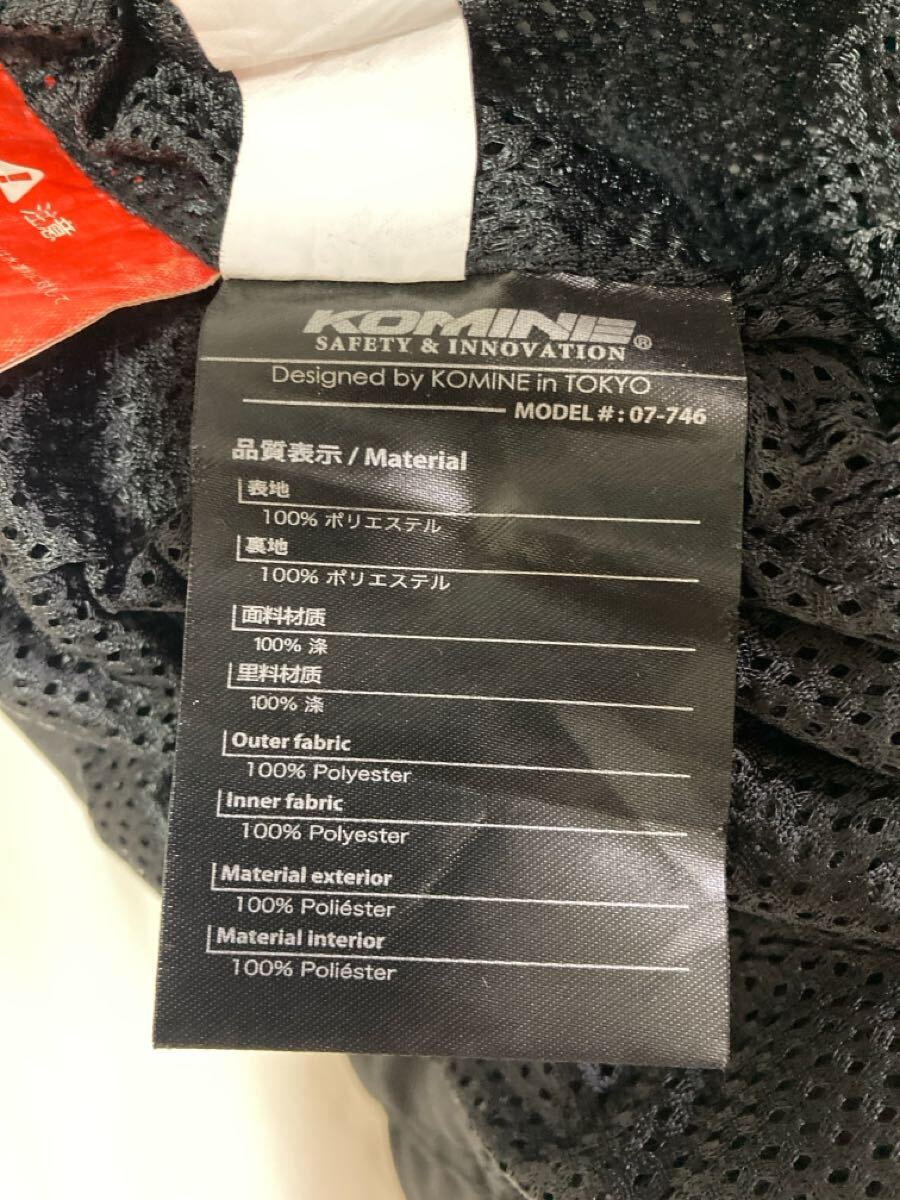 注意
KOMINE®
SAFETY & INNOVATION
Designed by KOMINE in TOKYO
MODEL # : 07-746
品質表示 / Material
表地
100% ポリエステル
裏地
100% ポリエステル
面料材质
100% 涤
里料材质
100% 涤
Outer fabric
100% Polyester
Inner fabric
100% Polyester
Material exterior
100% Poliéster
Material interior
100% Poliéster